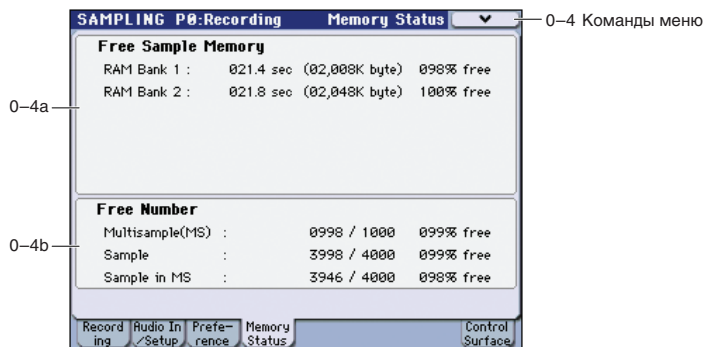 SAMPLING P0:Recording Memory Status
0–4 Команды меню
Free Sample Memory
RAM Bank 1 : 021.4 sec (02,008K byte) 098% free
RAM Bank 2 : 021.8 sec (02,048K byte) 100% free
0–4a
Free Number
Multisample(MS) : 0998 / 1000 099% free
0–4b
Sample : 3998 / 4000 099% free
Sample in MS : 3946 / 4000 098% free
Record Audio In Prefe- Memory Control
ing /Setup rence Status Surface